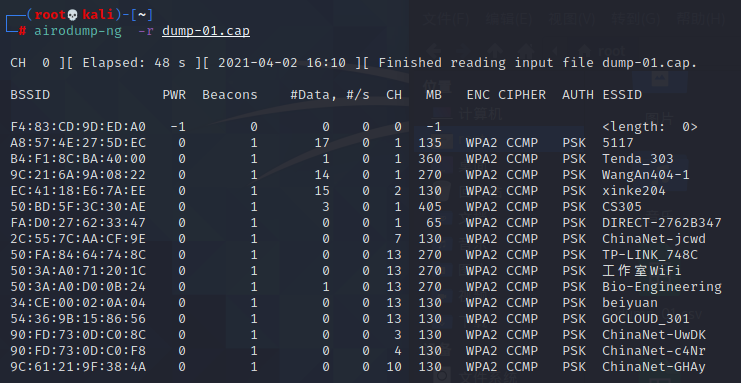 (root💀kali)-[~]
# airodump-ng -r dump-01.cap
CH 0 ][ Elapsed: 48 s ][ 2021-04-02 16:10 ][ Finished reading input file dump-01.cap.
BSSID PWR Beacons #Data, #/s CH MB ENC CIPHER AUTH ESSID
F4:83:CD:9D:ED:A0 -1 0 0 0 0 -1 <length: 0>
A8:57:4E:27:5D:EC 0 1 17 0 1 135 WPA2 CCMP PSK 5117
B4:F1:8C:BA:40:00 0 1 1 0 1 360 WPA2 CCMP PSK Tenda_303
9C:21:6A:9A:08:22 0 1 14 0 1 270 WPA2 CCMP PSK WangAn404-1
EC:41:18:E6:7A:EE 0 1 15 0 2 130 WPA2 CCMP PSK xinke204
50:BD:5F:3C:30:AE 0 1 3 0 1 405 WPA2 CCMP PSK CS305
FA:D0:27:62:33:47 0 1 0 0 1 65 WPA2 CCMP PSK DIRECT-2762B347
2C:55:7C:AA:CF:9E 0 1 0 0 7 130 WPA2 CCMP PSK ChinaNet-jcwd
50:FA:84:64:74:8C 0 1 0 0 13 270 WPA2 CCMP PSK TP-LINK_748C
50:3A:A0:71:20:1C 0 1 0 0 13 270 WPA2 CCMP PSK 工作室WiFi
50:3A:A0:D0:0B:24 0 1 1 0 13 270 WPA2 CCMP PSK Bio-Engineering
34:CE:00:02:0A:04 0 1 0 0 13 130 WPA2 CCMP PSK beiyuan
54:36:9B:15:86:56 0 1 0 0 13 130 WPA2 CCMP PSK GOCLOUD_301
90:FD:73:0D:C0:8C 0 1 0 0 3 130 WPA2 CCMP PSK ChinaNet-UwDK
90:FD:73:0D:C0:F8 0 1 0 0 4 130 WPA2 CCMP PSK ChinaNet-c4Nr
9C:61:21:9F:38:4A 0 1 0 0 10 130 WPA2 CCMP PSK ChinaNet-GHAy